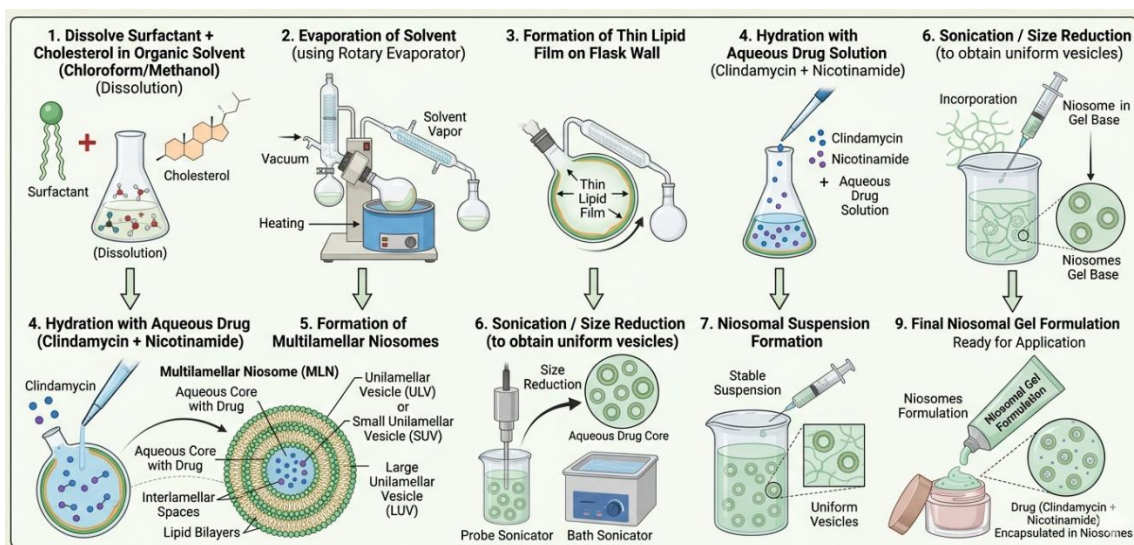 1. Dissolve Surfactant +
Cholesterol in Organic Solvent
(Chloroform/Methanol)
(Dissolution)
Surfactant
Cholesterol
(Dissolution)
2. Evaporation of Solvent
(using Rotary Evaporator)
Solvent
Vapor
Vacuum
Heating
3. Formation of Thin Lipid
Film on Flask Wall
Thin
Lipid
Film
4. Hydration with
Aqueous Drug Solution
(Clindamycin + Nicotinamide)
Clindamycin
Nicotinamide
+ Aqueous
Drug
Solution
6. Sonication / Size Reduction
(to obtain uniform vesicles)
Incorporation
Niosome in
Gel Base
Niosomes
Gel Base
4. Hydration with Aqueous Drug
(Clindamycin + Nicotinamide)
Clindamycin
5. Formation of
Multilamellar Niosomes
Multilamellar Niosome (MLN)
Aqueous Core
with Drug
Aqueous Core
with Drug
Interlamellar
Spaces
Lipid Bilayers
Unilamellar
Vesicle (ULV)
or
Small Unilamellar
Vesicle (SUV)
Large
Unilamellar
Vesicle
(LUV)
6. Sonication / Size Reduction
(to obtain uniform vesicles)
Size
Reduction
Aqueous Drug Core
Probe Sonicator
Bath Sonicator
7. Niosomal Suspension
Formation
Stable
Suspension
Uniform
Vesicles
9. Final Niosomal Gel Formulation
Ready for Application
Niosomes
Formulation
Niosomal Gel
Formulation
Drug (Clindamycin +
Nicotinamide)
Encapsulated in Niosomes